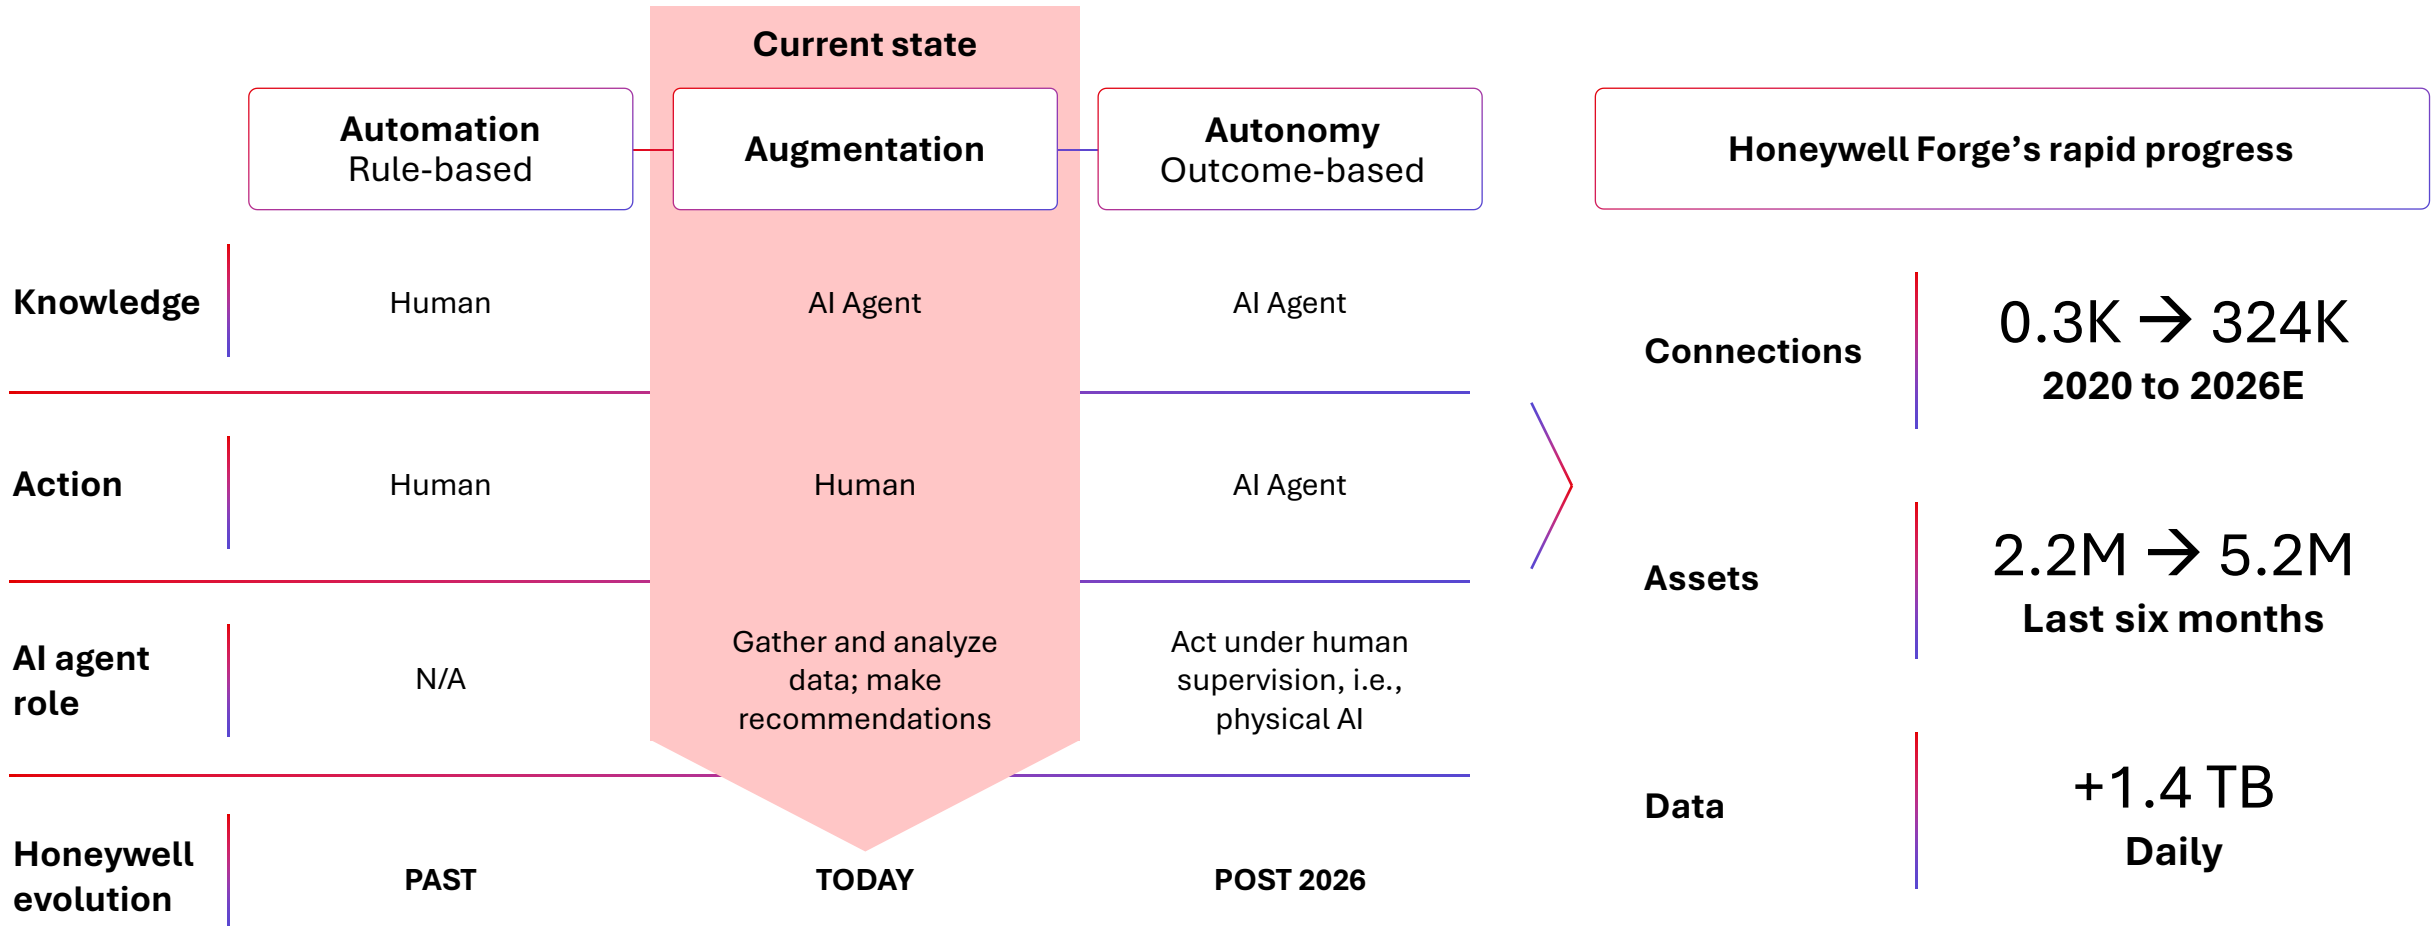 Current state
Automation
Rule-based
Augmentation
Autonomy
Outcome-based
Honeywell Forge’s rapid progress
Knowledge
Human
AI Agent
AI Agent
Action
Human
Human
AI Agent
AI agent
role
N/A
Gather and analyze
data; make
recommendations
Act under human
supervision, i.e.,
physical AI
Honeywell
evolution
PAST
TODAY
POST 2026
Connections
0.3K → 324K
2020 to 2026E
Assets
2.2M → 5.2M
Last six months
Data
+1.4 TB
Daily